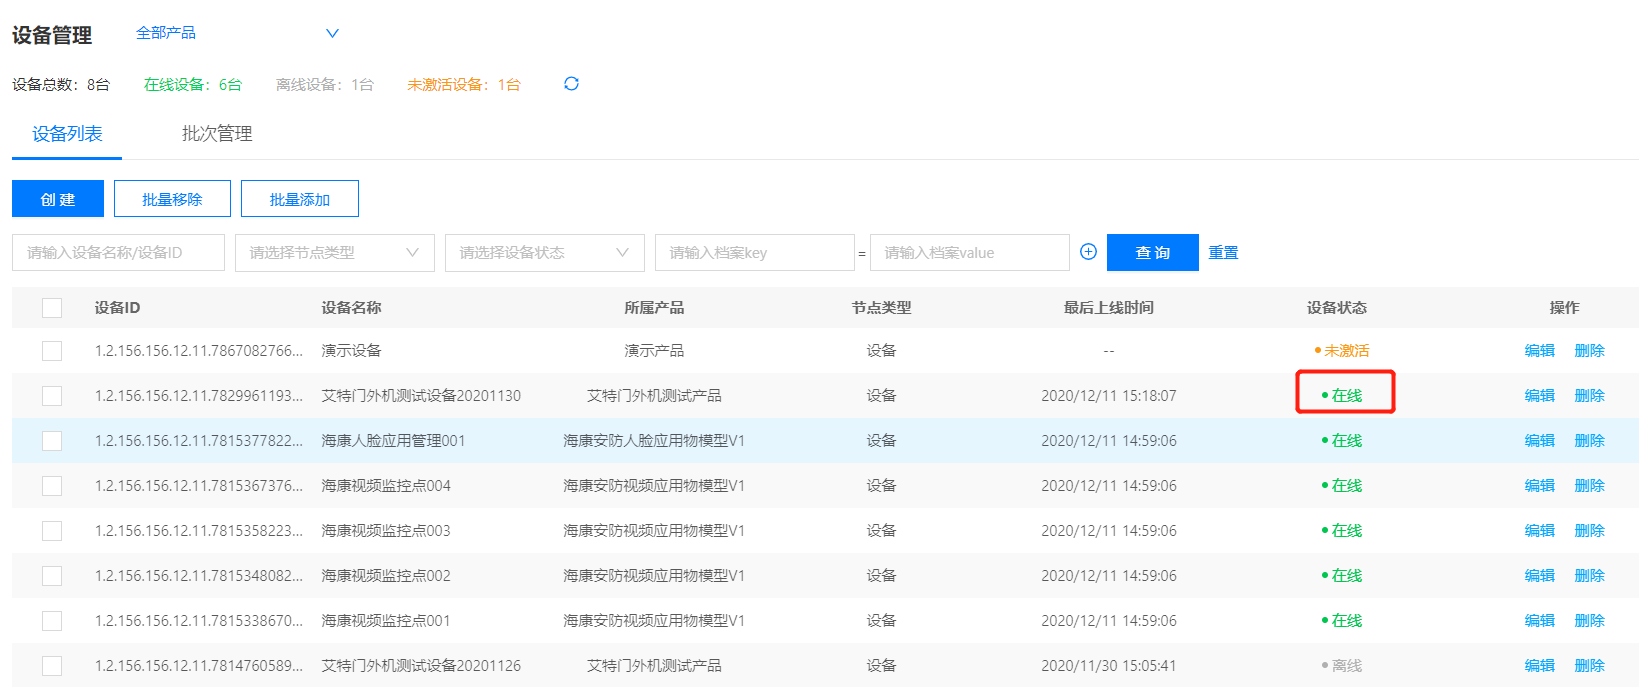 设备管理 全部产品
设备总数：8台 在线设备：6台 离线设备：1台 未激活设备：1台
设备列表 批次管理
创 建 批量移除 批量添加
请输入设备名称/设备ID 请选择节点类型 请选择设备状态 请输入档案key = 请输入档案value 查 询 重置
设备ID 设备名称 所属产品 节点类型 最后上线时间 设备状态 操作
1.2.156.156.12.11.7867082766... 演示设备 演示产品 设备 -- 未激活 编辑 删除
1.2.156.156.12.11.7829961193... 艾特门外机测试设备20201130 艾特门外机测试产品 设备 2020/12/11 15:18:07 在线 编辑 删除
1.2.156.156.12.11.7815377822... 海康人脸应用管理001 海康安防人脸应用物模型V1 设备 2020/12/11 14:59:06 在线 编辑 删除
1.2.156.156.12.11.7815367376... 海康视频监控点004 海康安防视频应用物模型V1 设备 2020/12/11 14:59:06 在线 编辑 删除
1.2.156.156.12.11.7815358223... 海康视频监控点003 海康安防视频应用物模型V1 设备 2020/12/11 14:59:06 在线 编辑 删除
1.2.156.156.12.11.7815348082... 海康视频监控点002 海康安防视频应用物模型V1 设备 2020/12/11 14:59:06 在线 编辑 删除
1.2.156.156.12.11.7815338670... 海康视频监控点001 海康安防视频应用物模型V1 设备 2020/12/11 14:59:06 在线 编辑 删除
1.2.156.156.12.11.7814760589... 艾特门外机测试设备20201126 艾特门外机测试产品 设备 2020/11/30 15:05:41 离线 编辑 删除